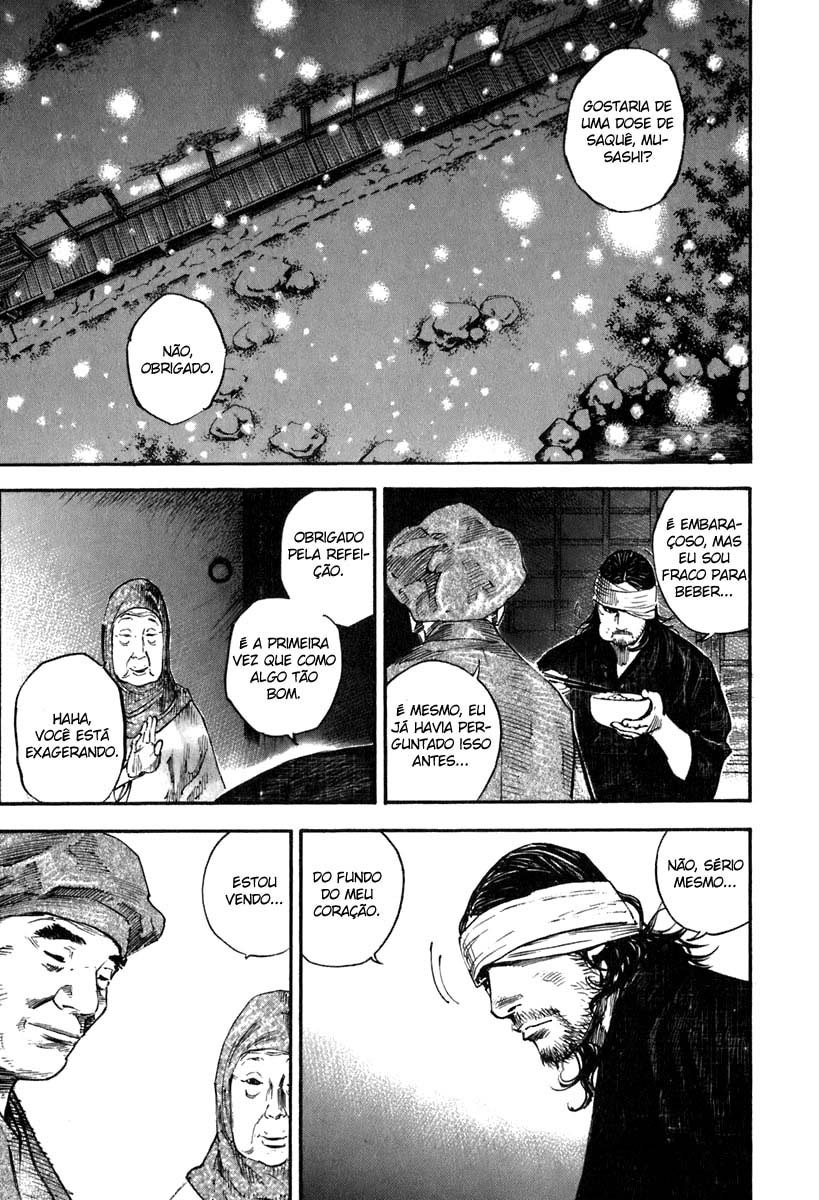 GOSTARIA DE
UMA DOSE DE
SAQUÊ, MU-
SASHI?
NÃO,
OBRIGADO.
É EMBARA-
ÇOSO, MAS
EU SOU
FRACO PARA
BEBER...
É MESMO, EU
JÁ HAVIA PER-
GUNTADO ISSO
ANTES...
OBRIGADO
PELA REFEI-
ÇÃO.
É A PRIMEIRA
VEZ QUE COMO
ALGO TÃO
BOM.
HAHA,
VOCÊ ESTÁ
EXAGERANDO.
NÃO, SÉRIO
MESMO...
DO FUNDO
DO MEU
CORAÇÃO.
ESTOU
VENDO...